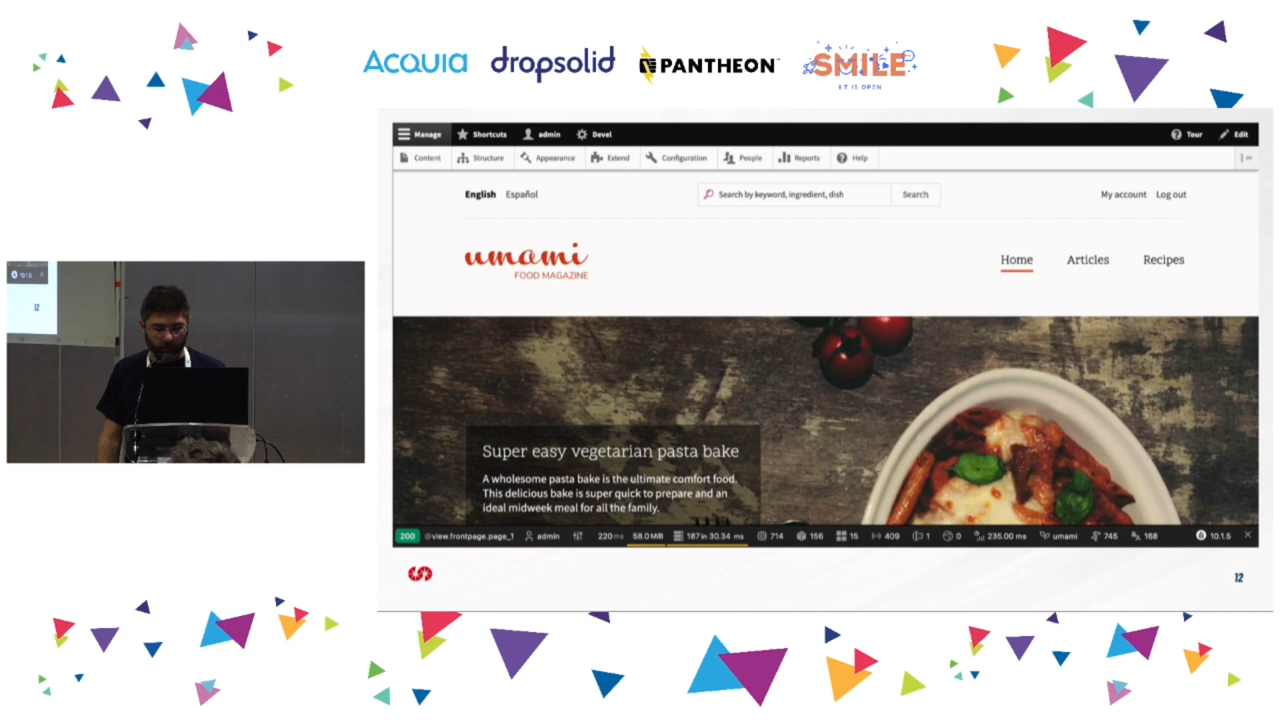 ACQUIA dropsolid PANTHEON SMILE
I.T IS OPEN
Manage Shortcuts admin Devel Tour Edit
Content Structure Appearance Extend Configuration People Reports Help
English Español Search by keyword, ingredient, dish Search My account Log out
umami
FOOD MAGAZINE
Home Articles Recipes
10.1.5 ×
12
Super easy vegetarian pasta bake
A wholesome pasta bake is the ultimate comfort food.
This delicious bake is super quick to prepare and an
ideal midweek meal for all the family.
200 @view.frontpage.page_1 admin 220 ms 58.0 MiB 187 in 30.34 ms 714 156 15 409 1 0 235.00 ms umami 745 168 10.1.5 ×
12